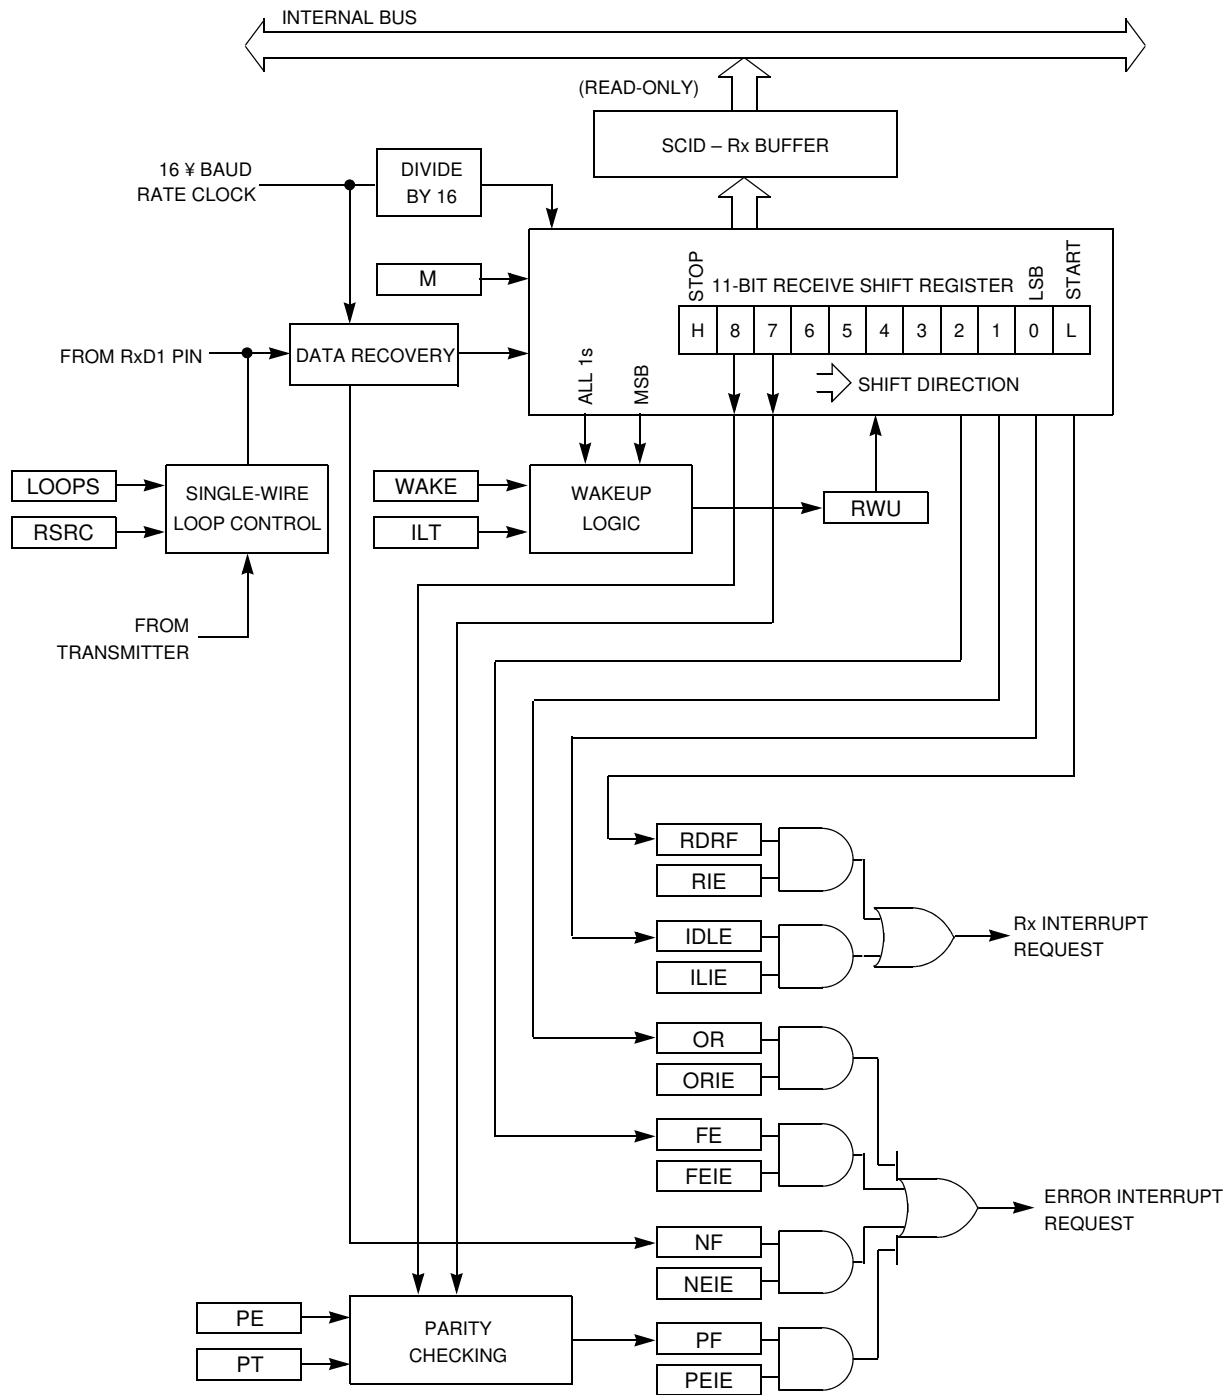 INTERNAL BUS
(READ-ONLY)
SCID – Rx BUFFER
16 ¥ BAUD
RATE CLOCK
DIVIDE
BY 16
M
STOP
11-BIT RECEIVE SHIFT REGISTER
LSB
START
H 8 7 6 5 4 3 2 1 0 L
FROM RxD1 PIN
DATA RECOVERY
ALL 1s
MSB
SHIFT DIRECTION
LOOPS
RSRC
SINGLE-WIRE
LOOP CONTROL
WAKE
ILT
WAKEUP
LOGIC
RWU
FROM
TRANSMITTER
RDRF
RIE
IDLE
ILIE
Rx INTERRUPT
REQUEST
OR
ORIE
FE
FEIE
ERROR INTERRUPT
REQUEST
NF
NEIE
PE
PT
PARITY
CHECKING
PF
PEIE